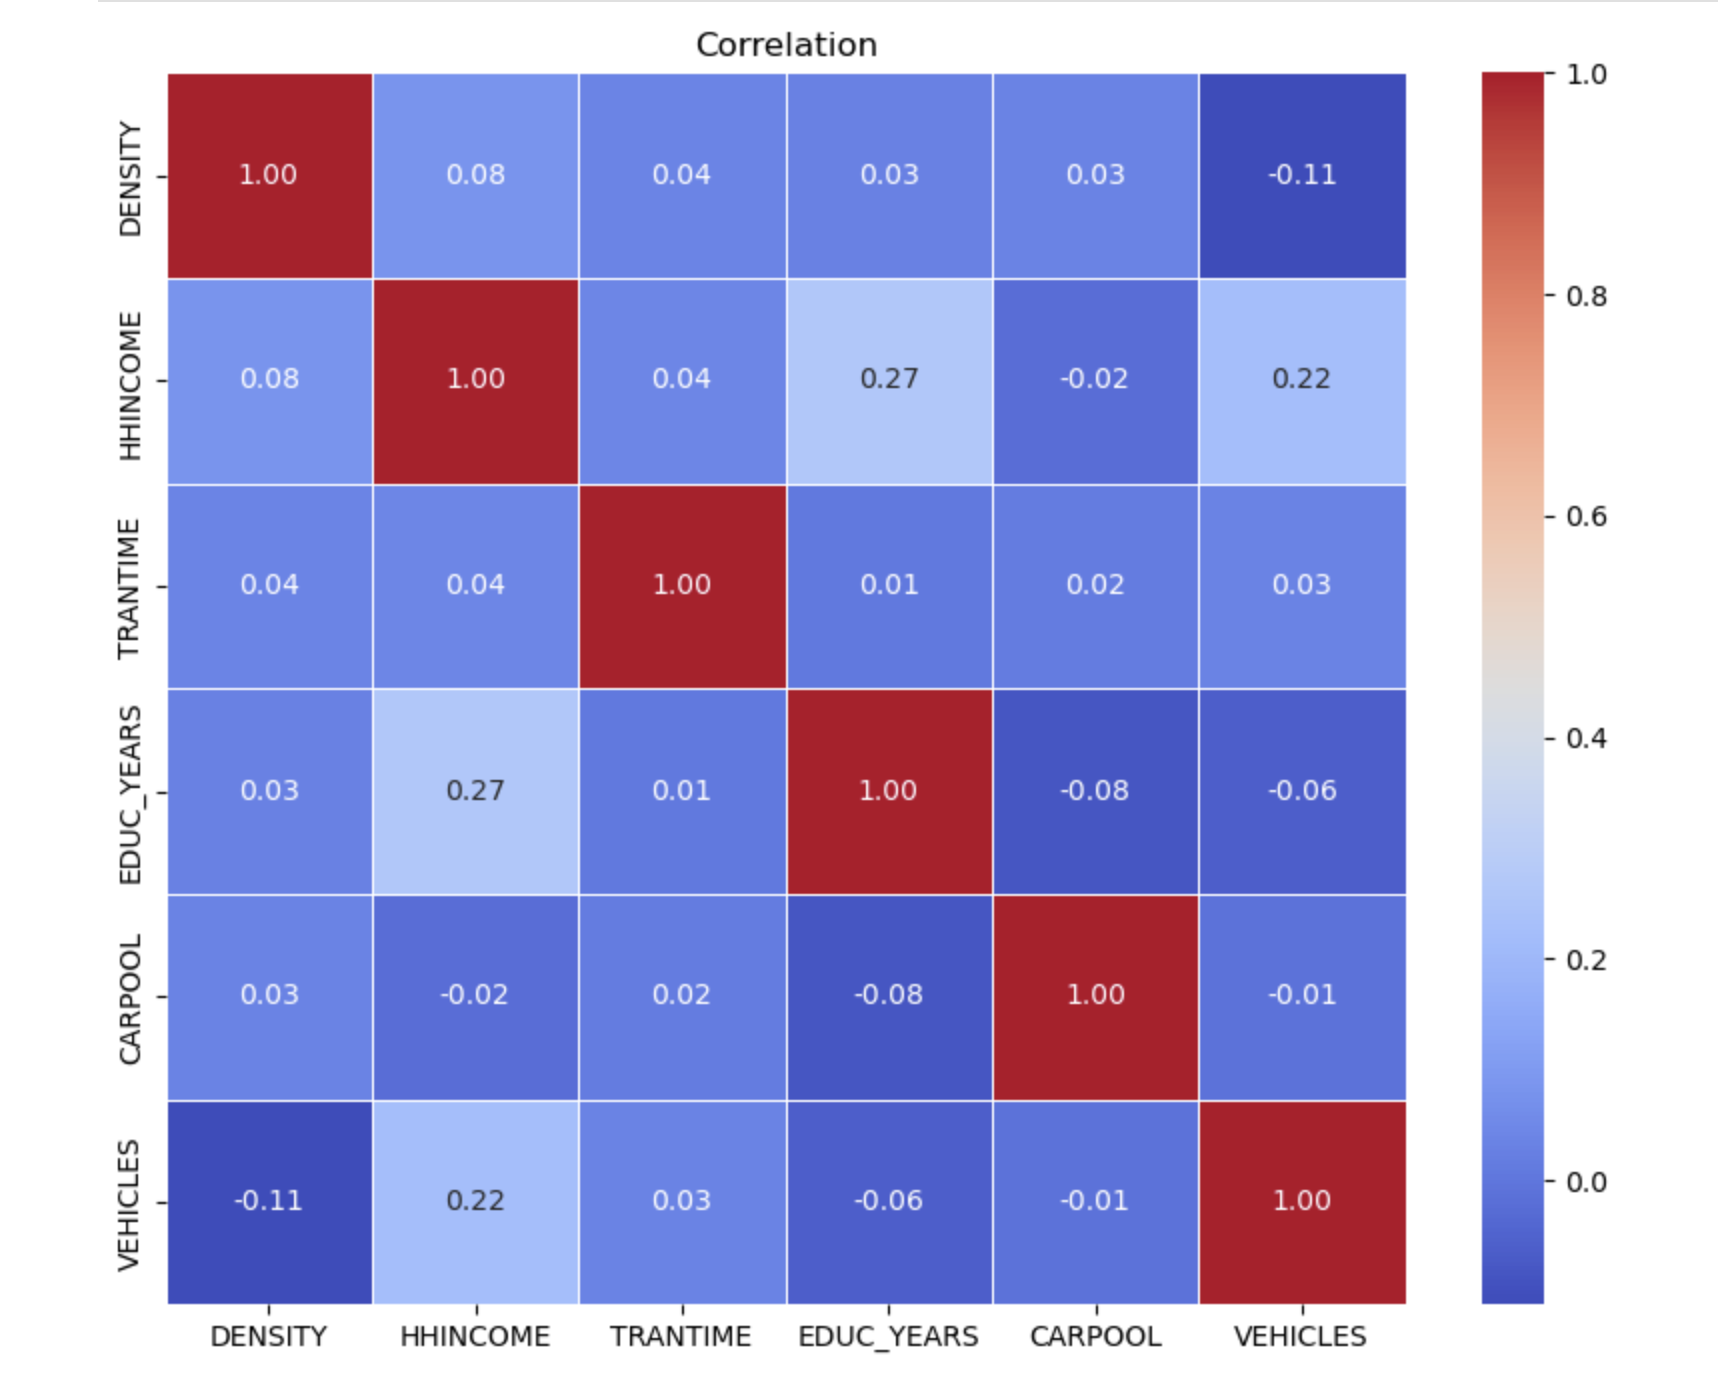 Correlation
DENSITY
1.00 0.08 0.04 0.03 0.03 -0.11
HHINCOME
0.08 1.00 0.04 0.27 -0.02 0.22
TRANTIME
0.04 0.04 1.00 0.01 0.02 0.03
EDUC_YEARS
0.03 0.27 0.01 1.00 -0.08 -0.06
CARPOOL
0.03 -0.02 0.02 -0.08 1.00 -0.01
VEHICLES
-0.11 0.22 0.03 -0.06 -0.01 1.00
DENSITY HHINCOME TRANTIME EDUC_YEARS CARPOOL VEHICLES
1.0
0.8
0.6
0.4
0.2
0.0